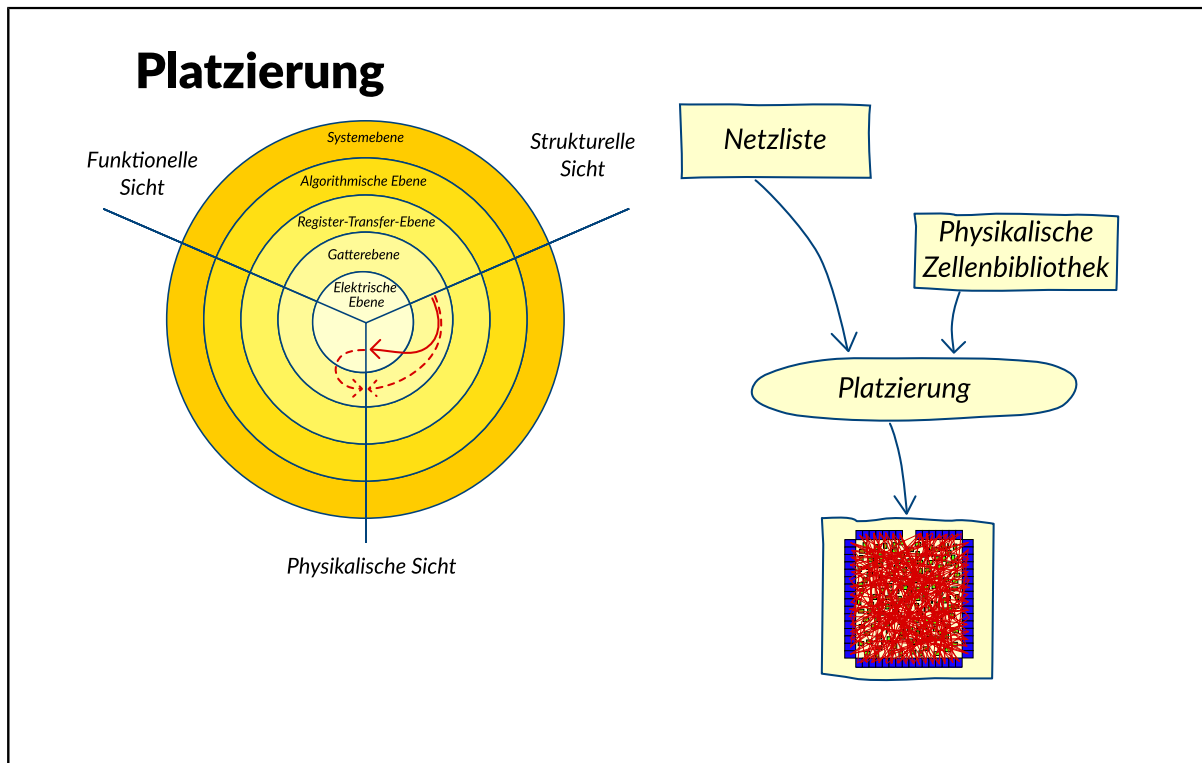 Platzierung
Funktionelle
Sicht
Systemebene
Algorithmische Ebene
Register-Transfer-Ebene
Gatterebene
Elektrische
Ebene
Strukturelle
Sicht
Physikalische Sicht
Netzliste
Physikalische
Zellenbibliothek
Platzierung